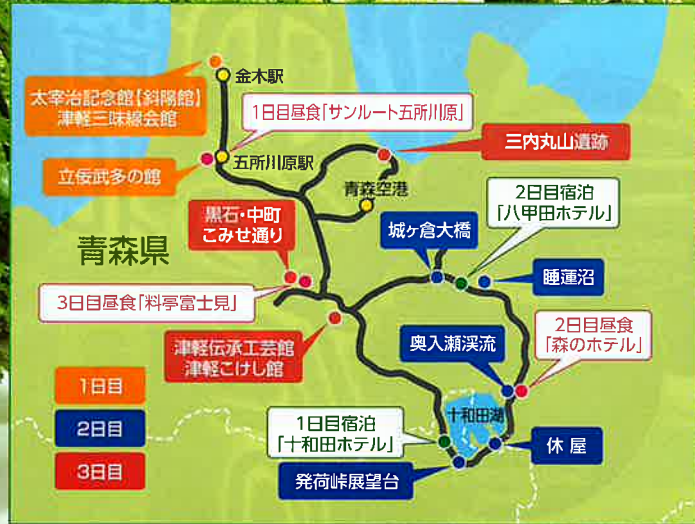 金木駅
太宰治記念館【斜陽館】
津軽三味線会館
1日目昼食「サンルート五所川原」
三内丸山遺跡
五所川原駅
立佞武多の館
青森空港
2日目宿泊
「八甲田ホテル」
黒石・中町
こみせ通り
城ヶ倉大橋
青森県
睡蓮沼
3日目昼食「料亭富士見」
2日目昼食
「森のホテル」
津軽伝承工芸館
津軽こけし館
奥入瀬渓流
1日目
2日目
3日目
十和田湖
1日目宿泊
「十和田ホテル」
休屋
発荷峠展望台